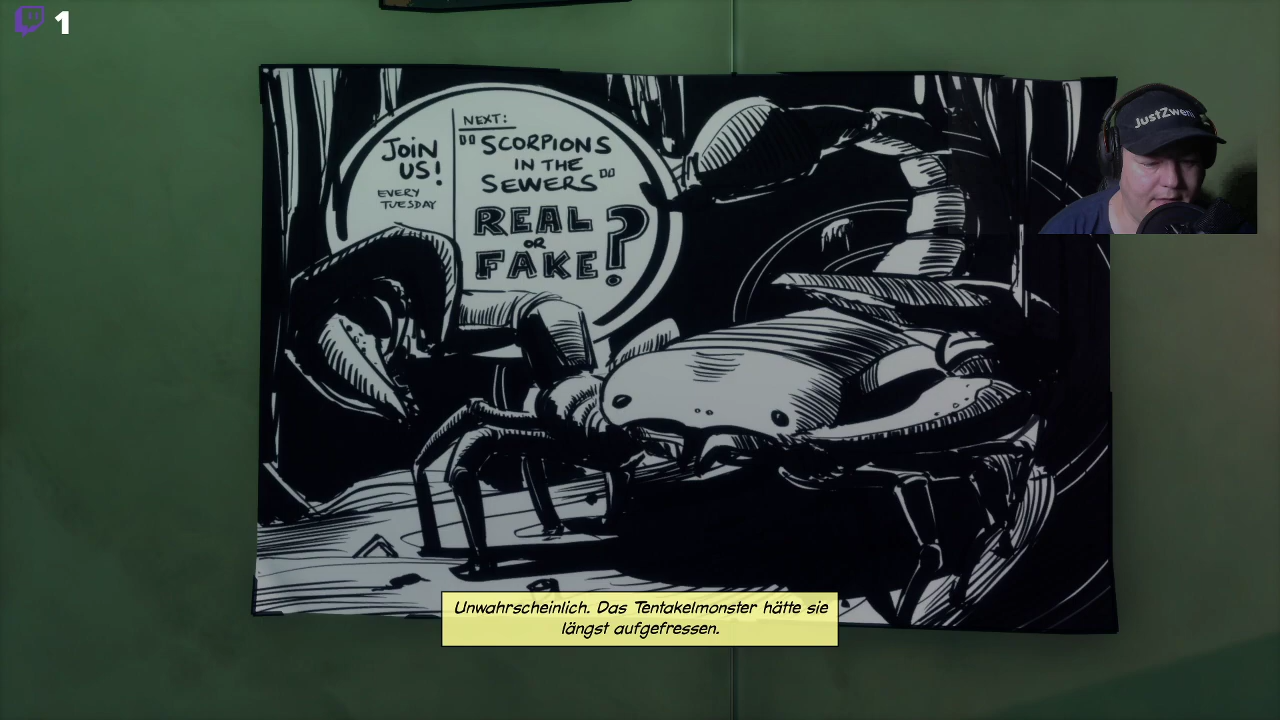 1
JOIN
US!
EVERY
TUESDAY
NEXT:
"SCORPIONS
IN THE
SEWERS"
REAL
OR
FAKE?
JustZweni
Unwahrscheinlich. Das Tentakelmonster hätte sie
längst aufgefressen.